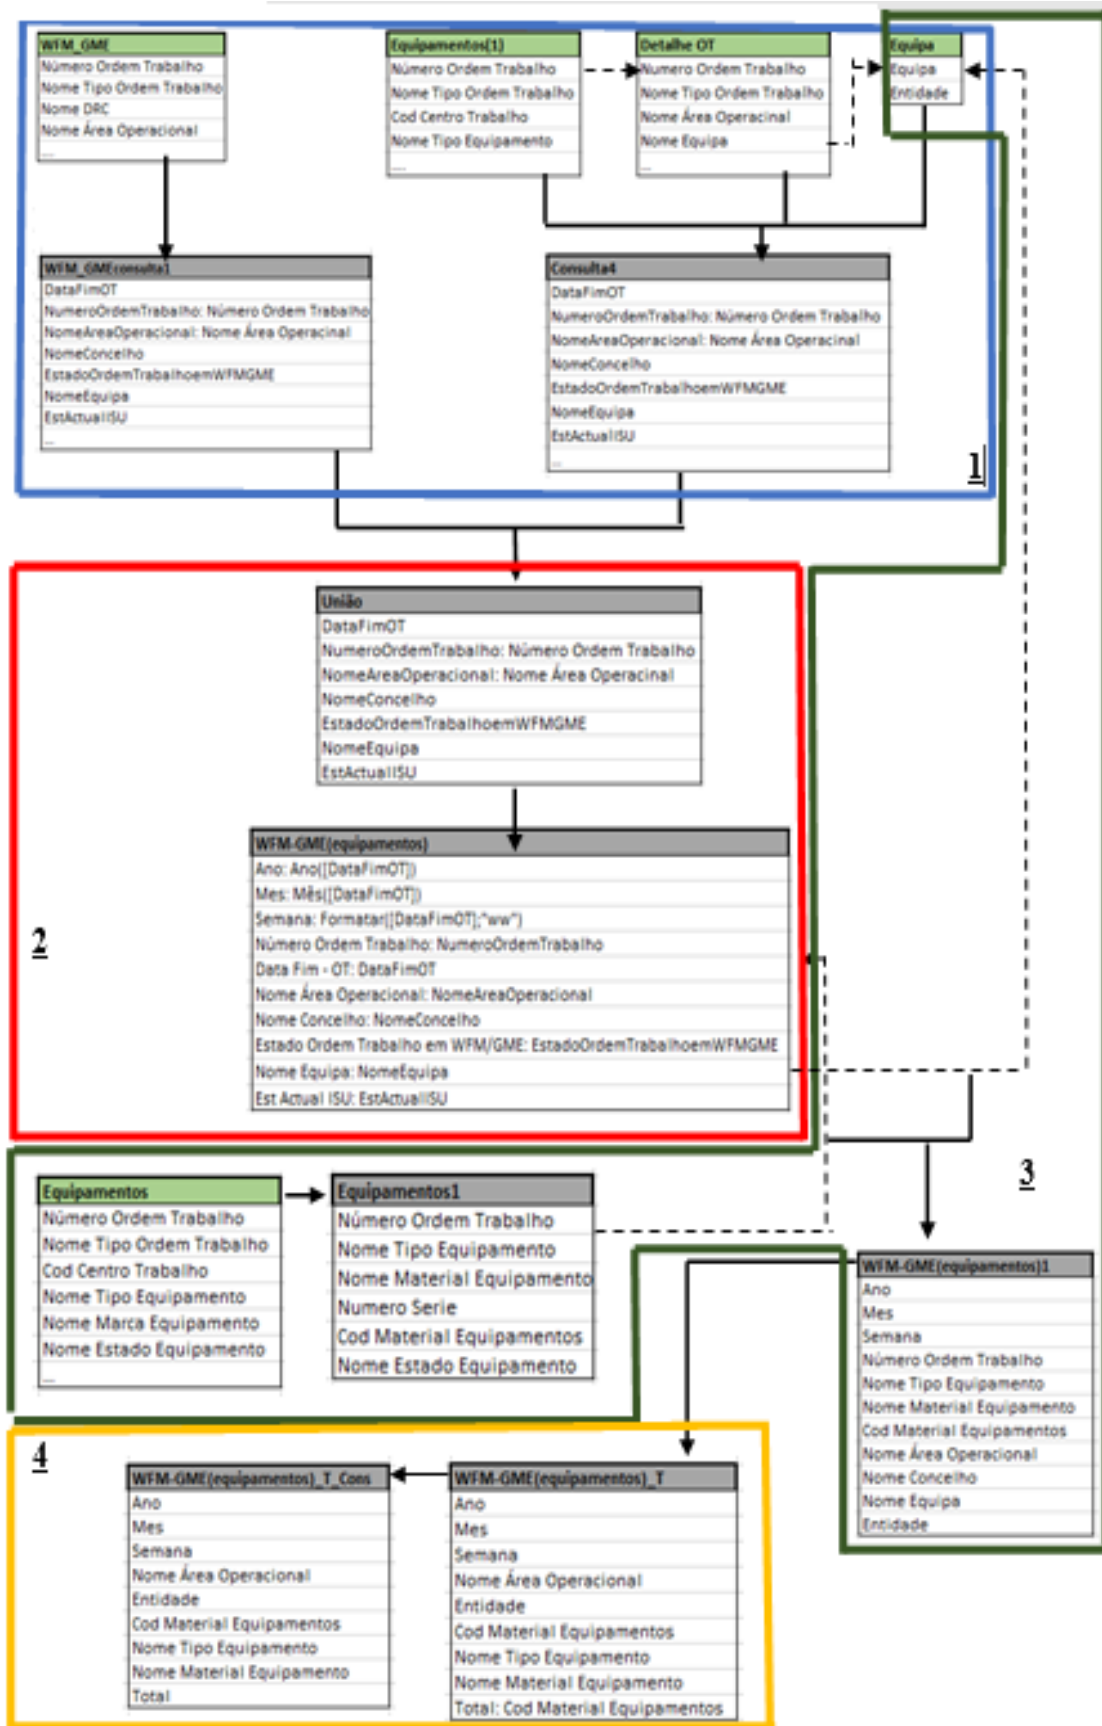 WFM_GME
Número Ordem Trabalho
Nome Tipo Ordem Trabalho
Nome DRC
Nome Área Operacional
...
Equipamentos(1)
Número Ordem Trabalho
Nome Tipo Ordem Trabalho
Cod Centro Trabalho
Nome Tipo Equipamento
....
Detalhe OT
Numero Ordem Trabalho
Nome Tipo Ordem Trabalho
Nome Área Operacinal
Nome Equipa
...
Equipa
Equipa
Entidade
WFM_GMEconsulta1
DataFimOT
NumeroOrdemTrabalho: Número Ordem Trabalho
NomeAreaOperacional: Nome Área Operacinal
NomeConcelho
EstadoOrdemTrabalhoemWFMGME
NomeEquipa
EstActualISU
...
Consulta4
DataFimOT
NumeroOrdemTrabalho: Número Ordem Trabalho
NomeAreaOperacional: Nome Área Operacinal
NomeConcelho
EstadoOrdemTrabalhoemWFMGME
NomeEquipa
EstActualISU
...
1
União
DataFimOT
NumeroOrdemTrabalho: Número Ordem Trabalho
NomeAreaOperacional: Nome Área Operacinal
NomeConcelho
EstadoOrdemTrabalhoemWFMGME
NomeEquipa
EstActualISU
WFM-GME(equipamentos)
Ano: Ano([DataFimOT])
Mes: Mês([DataFimOT])
Semana: Formatar([DataFimOT];"ww")
Número Ordem Trabalho: NumeroOrdemTrabalho
Data Fim - OT: DataFimOT
Nome Área Operacional: NomeAreaOperacional
Nome Concelho: NomeConcelho
Estado Ordem Trabalho em WFM/GME: EstadoOrdemTrabalhoemWFMGME
Nome Equipa: NomeEquipa
Est Actual ISU: EstActualISU
2
Equipamentos
Número Ordem Trabalho
Nome Tipo Ordem Trabalho
Cod Centro Trabalho
Nome Tipo Equipamento
Nome Marca Equipamento
Nome Estado Equipamento
...
Equipamentos1
Número Ordem Trabalho
Nome Tipo Equipamento
Nome Material Equipamento
Numero Serie
Cod Material Equipamentos
Nome Estado Equipamento
3
WFM-GME(equipamentos)1
Ano
Mes
Semana
Número Ordem Trabalho
Nome Tipo Equipamento
Nome Material Equipamento
Cod Material Equipamentos
Nome Área Operacional
Nome Concelho
Nome Equipa
Entidade
4
WFM-GME(equipamentos)_T_Cons
Ano
Mes
Semana
Nome Área Operacional
Entidade
Cod Material Equipamentos
Nome Tipo Equipamento
Nome Material Equipamento
Total
WFM-GME(equipamentos)_T
Ano
Mes
Semana
Nome Área Operacional
Entidade
Cod Material Equipamentos
Nome Tipo Equipamento
Nome Material Equipamento
Total: Cod Material Equipamentos